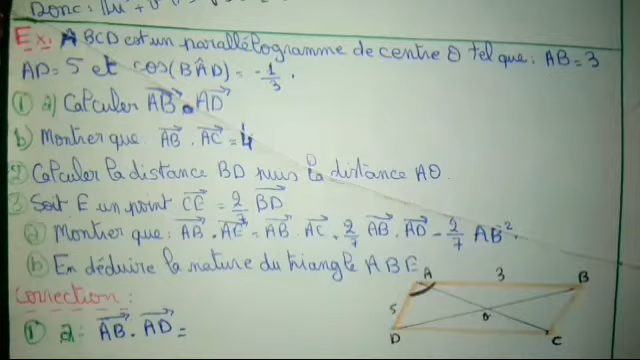 Donc:
Ex: ABCD est un parallélogramme de centre O tel que: AB=3
AD=5 et cos(BÂD)= -1/3.
① a) Calculer AB.AD
b) Montrer que AB.AC=4
② Calculer la distance BD puis la distance AO.
③ Soit E un point CE = 2/7 BD
a) Montrer que: AB.AE=AB.AC+2/7 AB.AD-2/7 AB².
b) En déduire la nature du triangle ABE
Correction:
① a: AB.AD=
A 3 B
5 o
D C